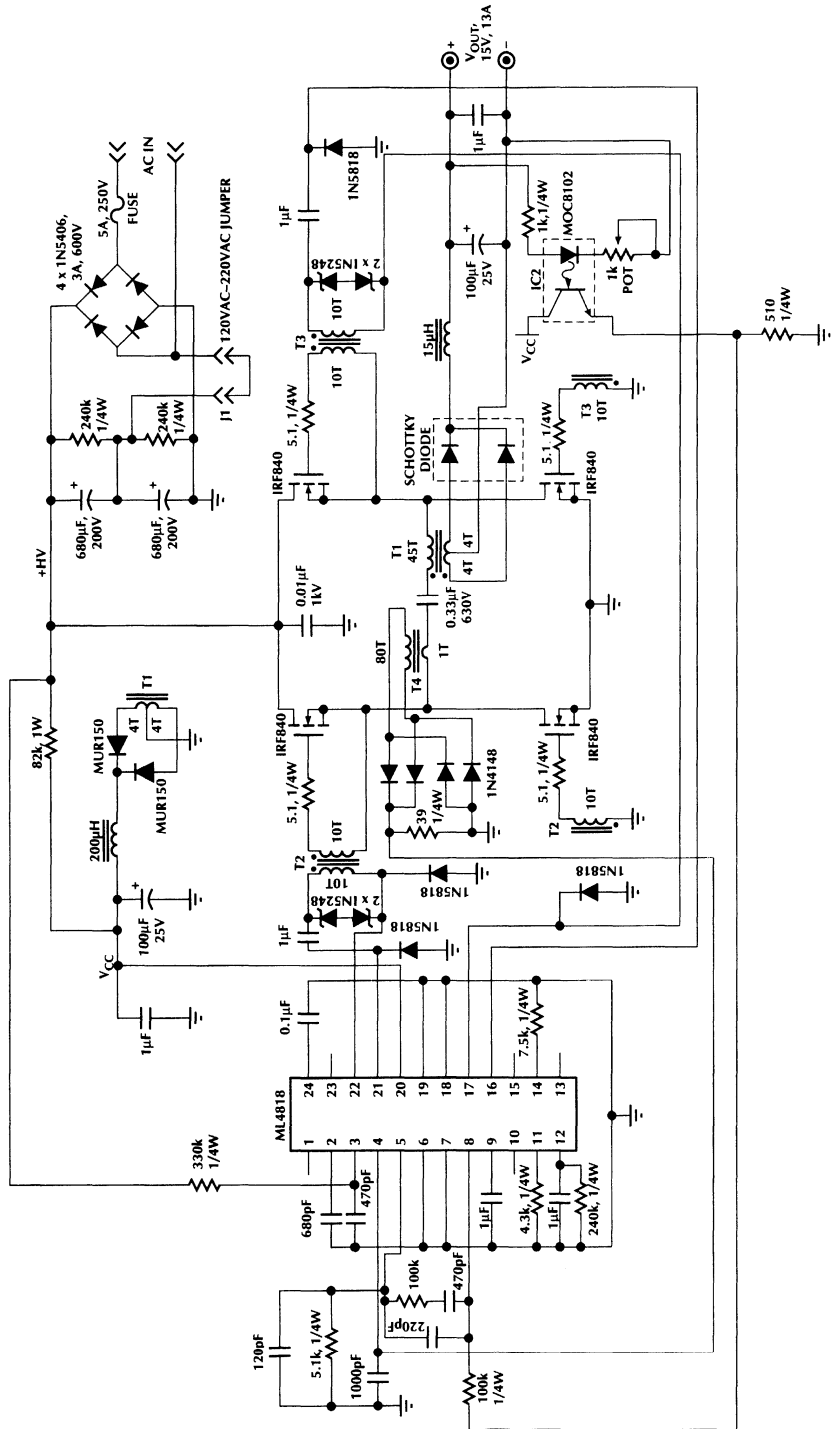 4 x 1N5406,
3A, 600V
5A, 250V
FUSE
AC IN
120VAC–220VAC JUMPER
J1
240k
1/4W
240k
1/4W
+
680µF,
200V
+
680µF,
200V
+HV
82k, 1W
MUR150
MUR150
4T
4T
T1
200µH
+
100µF
25V
VCC
1µF
330k
1/4W
0.01µF
1kV
IRF840
5.1, 1/4W
T3
10T
10T
2 x 1N5248
1µF
1N5818
VOUT,
15V, 13A
+
–
1µF
+
100µF
25V
15µH
SCHOTTKY
DIODE
1k, 1/4W
MOC8102
IC2
VCC
1k
POT
510
1/4W
T3
10T
5.1, 1/4W
IRF840
T1
45T
4T
4T
0.33µF
630V
80T
T4
1T
IRF840
5.1, 1/4W
T2
10T
10T
2 x 1N5248
1µF
1N5818
1N5818
39
1/4W
1N4148
IRF840
5.1, 1/4W
T2
10T
1N5818
0.1µF
7.5k, 1/4W
ML4818
24
23
22
21
20
19
18
17
16
15
14
13
1
2
3
4
5
6
7
8
9
10
11
12
680pF
470pF
1µF
4.3k, 1/4W
1µF
240k, 1/4W
120pF
5.1k, 1/4W
1000pF
100k
470pF
220pF
100k
1/4W